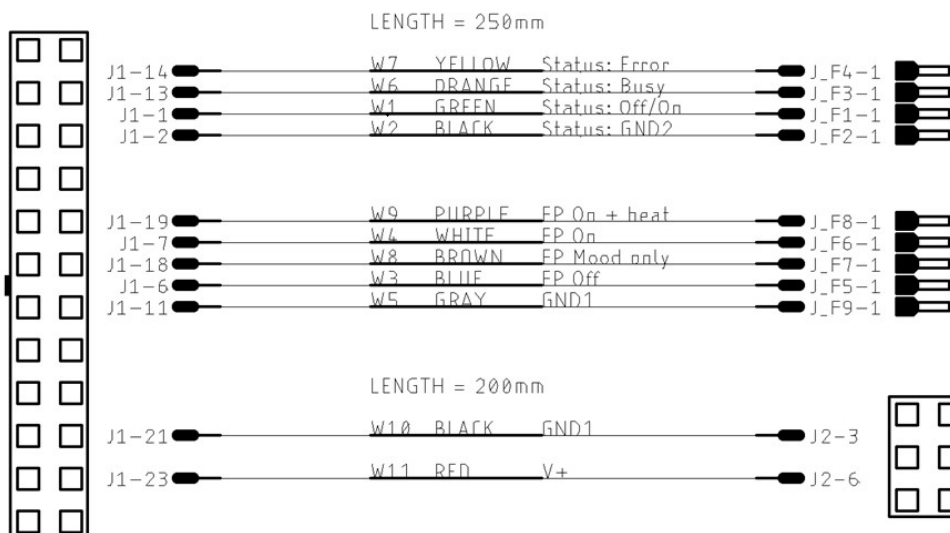 LENGTH = 250mm
J1-14 W7 YELLOW Status: Error J_F4-1
J1-13 W6 ORANGE Status: Busy J_F3-1
J1-1 W1 GREEN Status: Off/On J_F1-1
J1-2 W2 BLACK Status: GND2 J_F2-1
J1-19 W9 PURPLE FP On + heat J_F8-1
J1-7 W4 WHITE FP On J_F6-1
J1-18 W8 BROWN FP Mood only J_F7-1
J1-6 W3 BLUE FP Off J_F5-1
J1-11 W5 GRAY GND1 J_F9-1
LENGTH = 200mm
J1-21 W10 BLACK GND1 J2-3
J1-23 W11 RED V+ J2-6